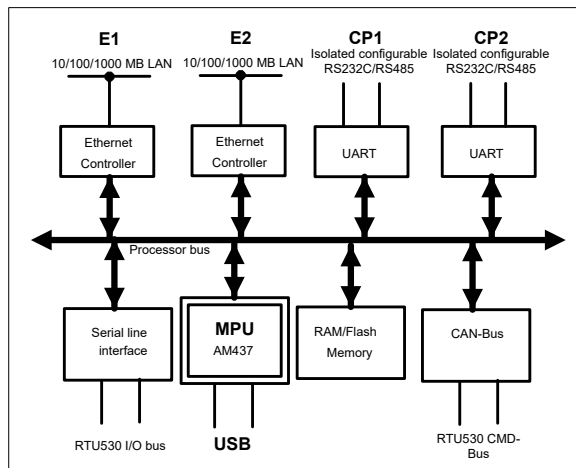 E1
E2
CP1
CP2
10/100/1000 MB LAN
10/100/1000 MB LAN
Isolated configurable
RS232C/RS485
Isolated configurable
RS232C/RS485
Ethernet
Controller
Ethernet
Controller
UART
UART
Processor bus
Serial line
interface
MPU
AM437
RAM/Flash
Memory
CAN-Bus
RTU530 I/O bus
USB
RTU530 CMD-
Bus